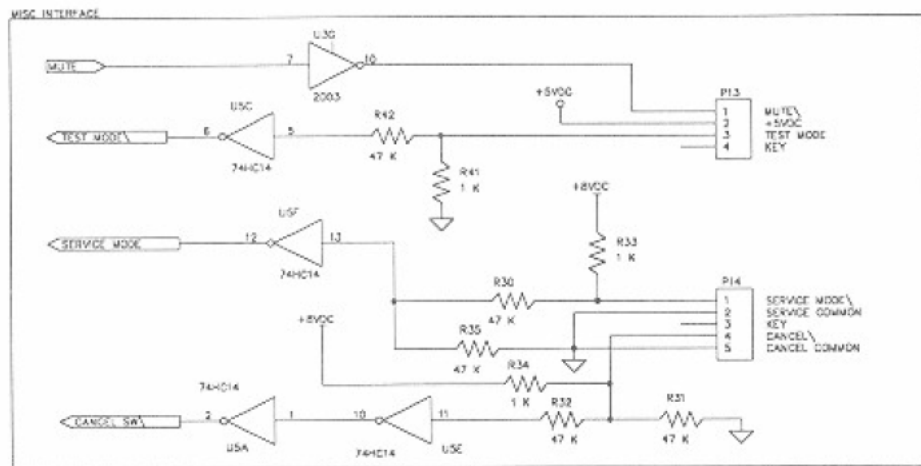 MISC INTERFACE
U3G
MUTE
7
10
2003
P13
+5VDC
1 MUTE\
2 +5VDC
3 TEST MODE
4 KEY
U5C
R42
TEST MODE\
6
5
74HC14
47 K
R41
1 K
U5F
SERVICE MODE
12
13
74HC14
R33
1 K
R30
47 K
P14
1 SERVICE MODE\
2 SERVICE COMMON
3 KEY
4 CANCEL\
5 CANCEL COMMON
R35
47 K
R34
1 K
74HC14
CANCEL SW\
2
1
U5A
10
11
74HC14
U5E
R32
47 K
R31
47 K